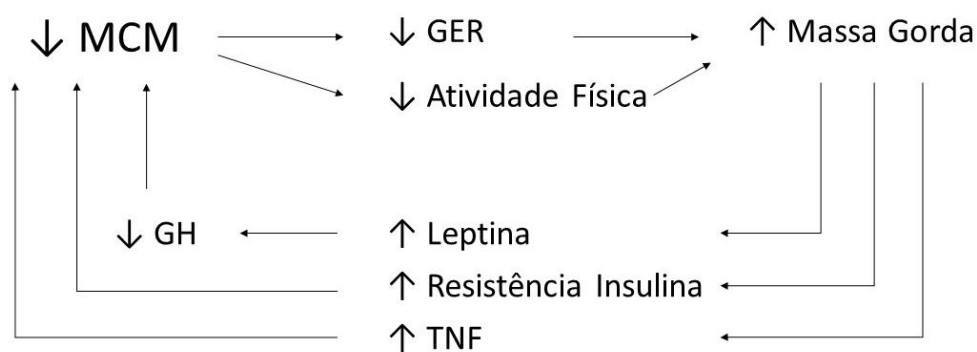 ↓ MCM
↓ GER
↑ Massa Gorda
↓ Atividade Física
↓ GH
↑ Leptina
↑ Resistência Insulina
↑ TNF